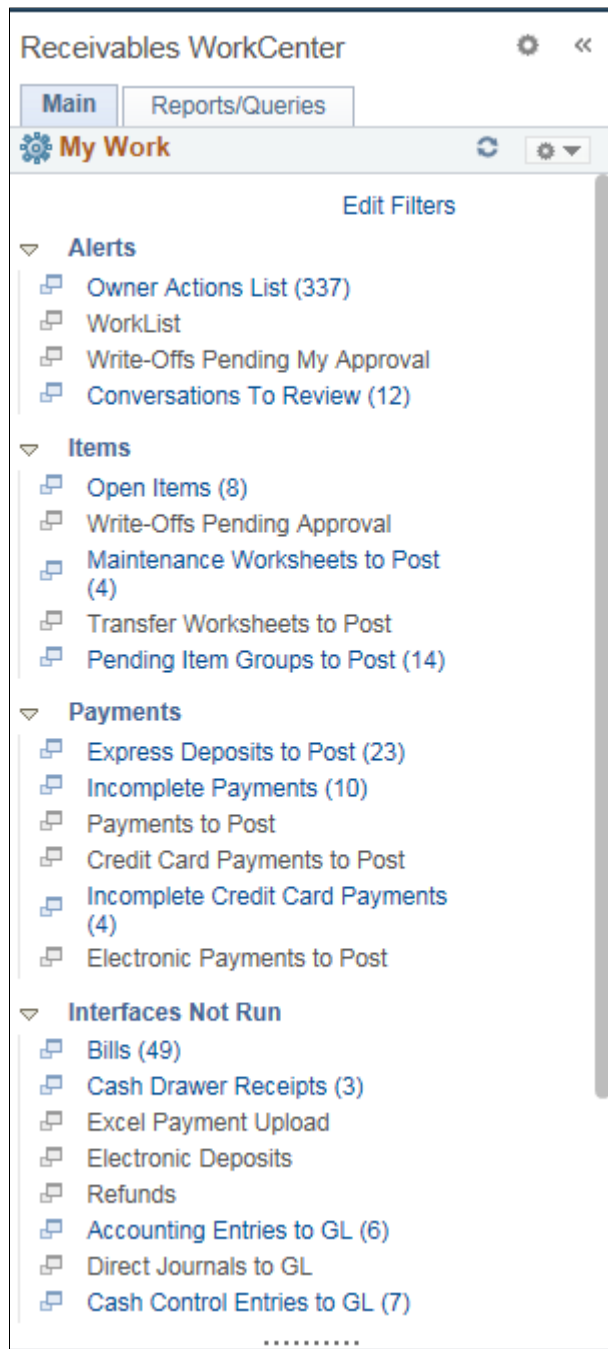 Receivables WorkCenter
Main
Reports/Queries
My Work
Edit Filters
Alerts
Owner Actions List (337)
WorkList
Write-Offs Pending My Approval
Conversations To Review (12)
Items
Open Items (8)
Write-Offs Pending Approval
Maintenance Worksheets to Post
(4)
Transfer Worksheets to Post
Pending Item Groups to Post (14)
Payments
Express Deposits to Post (23)
Incomplete Payments (10)
Payments to Post
Credit Card Payments to Post
Incomplete Credit Card Payments
(4)
Electronic Payments to Post
Interfaces Not Run
Bills (49)
Cash Drawer Receipts (3)
Excel Payment Upload
Electronic Deposits
Refunds
Accounting Entries to GL (6)
Direct Journals to GL
Cash Control Entries to GL (7)